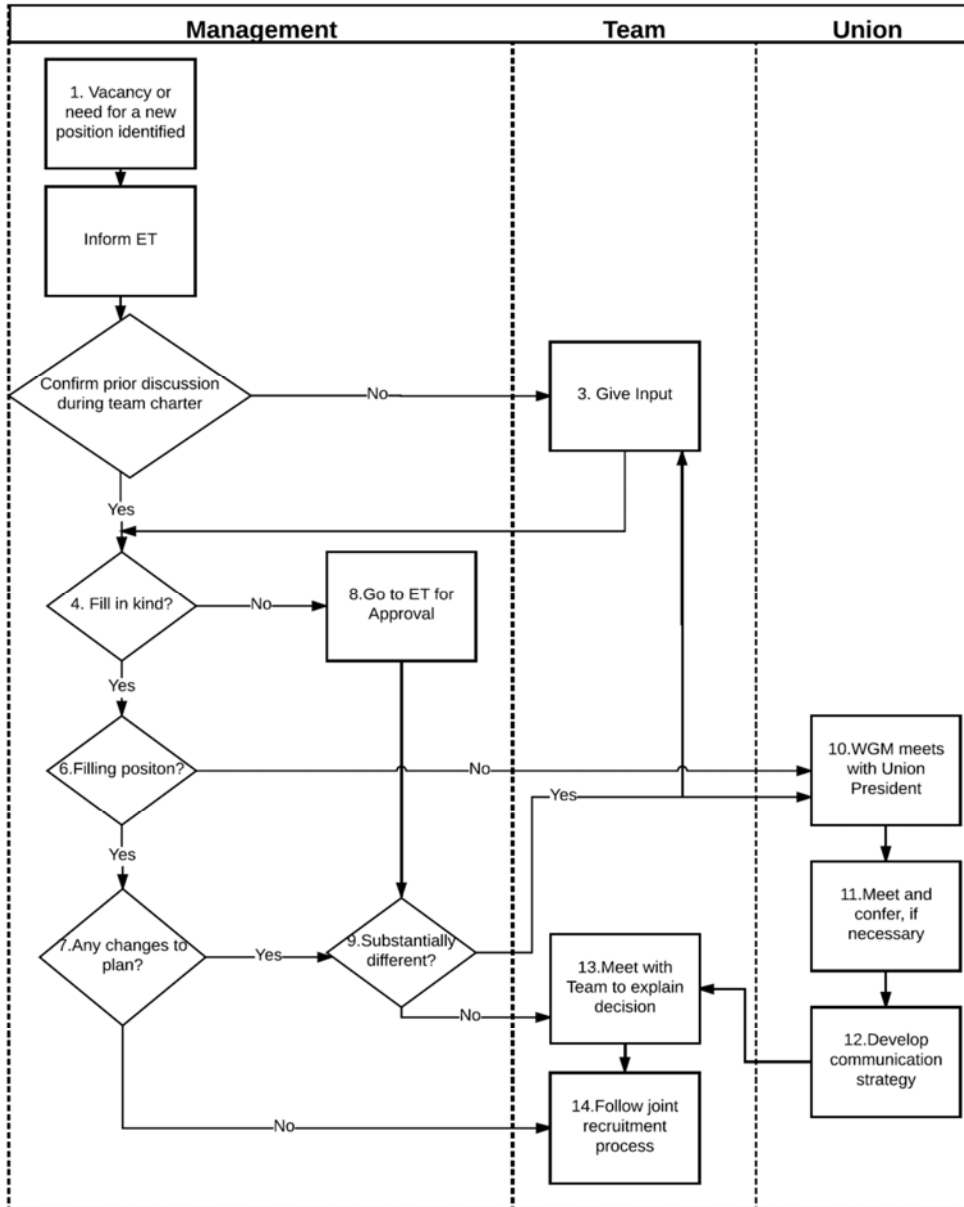 Management
Team
Union
1. Vacancy or
need for a new
position identified
Inform ET
Confirm prior discussion
during team charter
No
3. Give Input
Yes
4. Fill in kind?
No
8.Go to ET for
Approval
Yes
6.Filling positon?
No
10.WGM meets
with Union
President
Yes
Yes
7.Any changes to
plan?
Yes
9.Substantially
different?
11.Meet and
confer, if
necessary
13.Meet with
Team to explain
decision
No
12.Develop
communication
strategy
14.Follow joint
recruitment
process
No